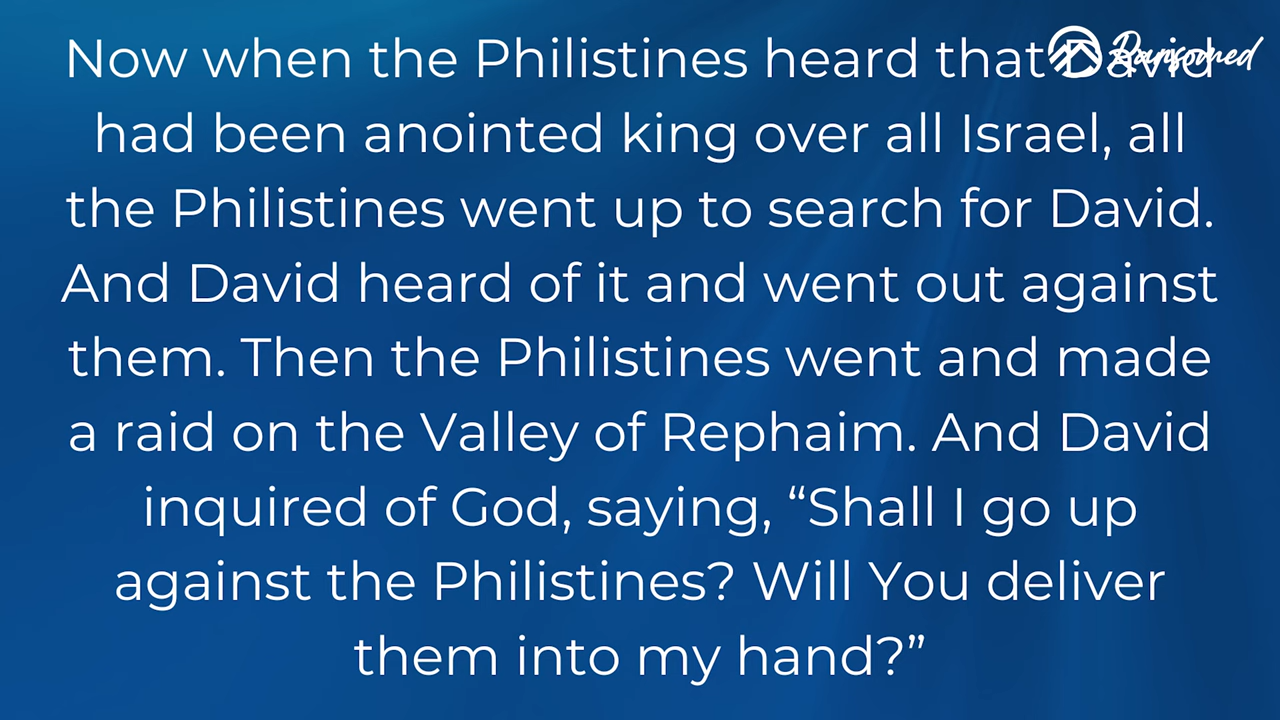 Now when the Philistines heard that David
Ransomed
had been anointed king over all Israel, all
the Philistines went up to search for David.
And David heard of it and went out against
them. Then the Philistines went and made
a raid on the Valley of Rephaim. And David
inquired of God, saying, “Shall I go up
against the Philistines? Will You deliver
them into my hand?”